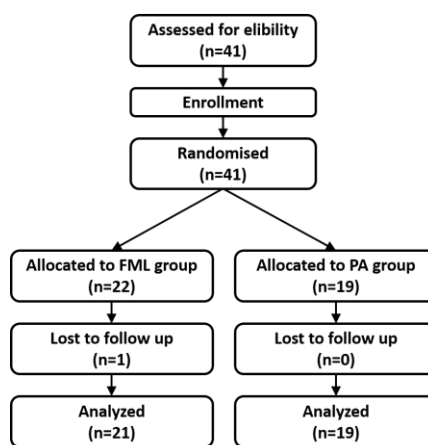 Assessed for elibility
(n=41)
Enrollment
Randomised
(n=41)
Allocated to FML group
(n=22)
Allocated to PA group
(n=19)
Lost to follow up
(n=1)
Lost to follow up
(n=0)
Analyzed
(n=21)
Analyzed
(n=19)